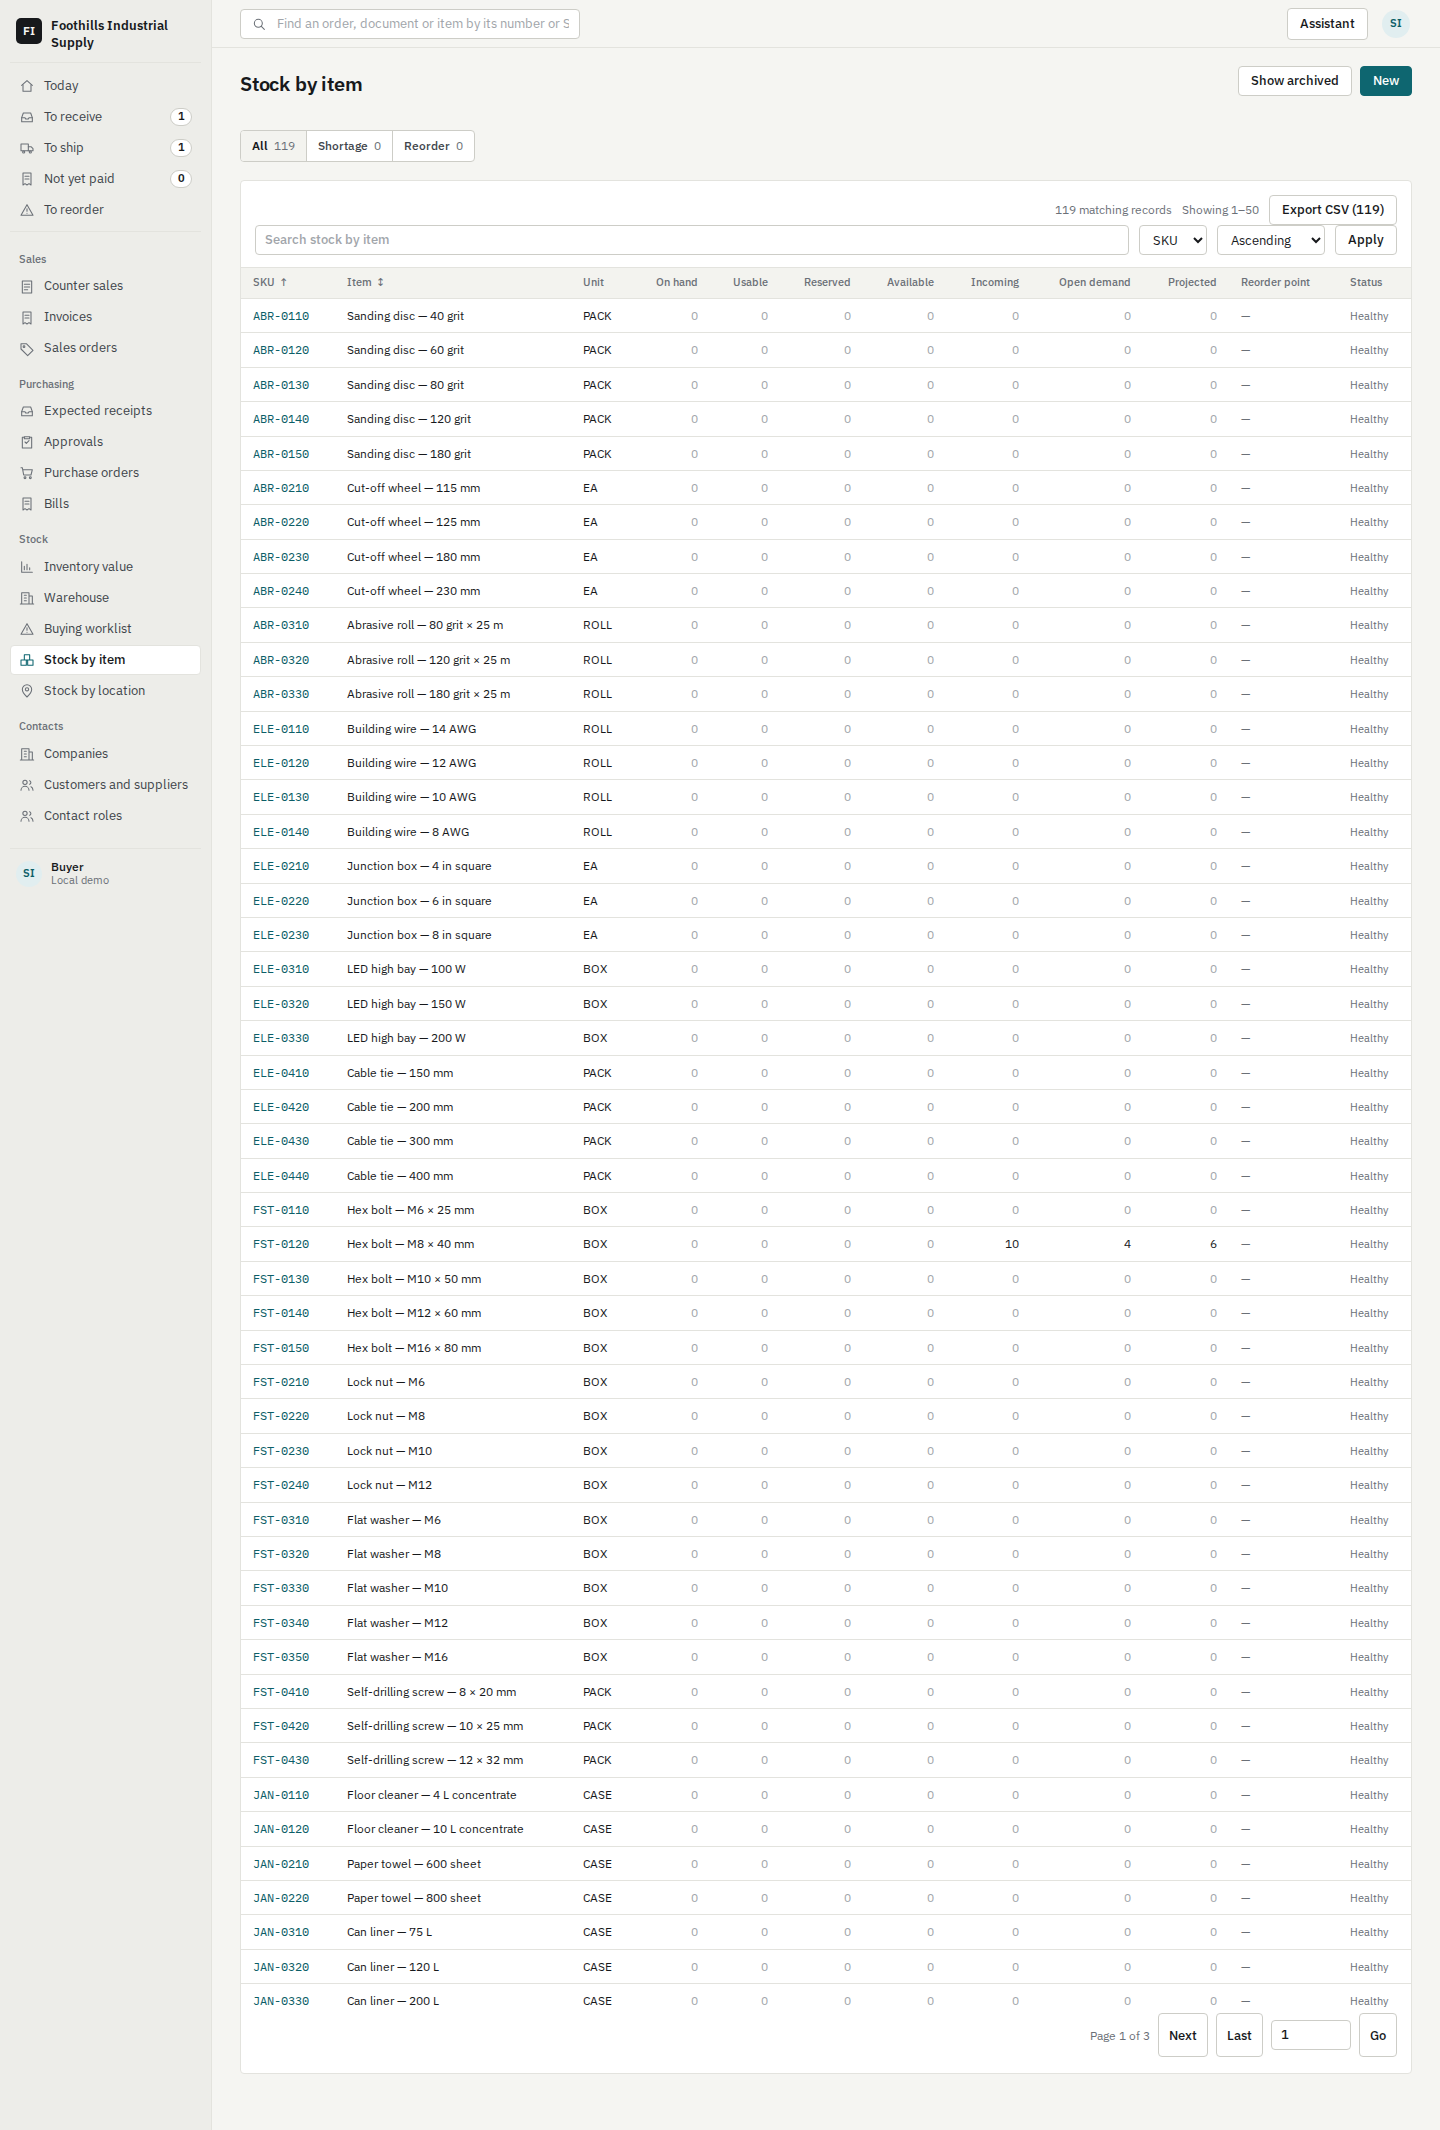 FI
Foothills Industrial
Supply
Find an order, document or item by its number or S
Assistant
SI
Today
To receive 1
To ship 1
Not yet paid 0
To reorder
Sales
Counter sales
Invoices
Sales orders
Purchasing
Expected receipts
Approvals
Purchase orders
Bills
Stock
Inventory value
Warehouse
Buying worklist
Stock by item
Stock by location
Contacts
Companies
Customers and suppliers
Contact roles
SI
Buyer
Local demo
Stock by item
Show archived
New
All 119 Shortage 0 Reorder 0
119 matching records Showing 1–50 Export CSV (119)
Search stock by item SKU Ascending Apply
SKU ↑ Item ↕ Unit On hand Usable Reserved Available Incoming Open demand Projected Reorder point Status
ABR-0110 Sanding disc — 40 grit PACK 0 0 0 0 0 0 0 — Healthy
ABR-0120 Sanding disc — 60 grit PACK 0 0 0 0 0 0 0 — Healthy
ABR-0130 Sanding disc — 80 grit PACK 0 0 0 0 0 0 0 — Healthy
ABR-0140 Sanding disc — 120 grit PACK 0 0 0 0 0 0 0 — Healthy
ABR-0150 Sanding disc — 180 grit PACK 0 0 0 0 0 0 0 — Healthy
ABR-0210 Cut-off wheel — 115 mm EA 0 0 0 0 0 0 0 — Healthy
ABR-0220 Cut-off wheel — 125 mm EA 0 0 0 0 0 0 0 — Healthy
ABR-0230 Cut-off wheel — 180 mm EA 0 0 0 0 0 0 0 — Healthy
ABR-0240 Cut-off wheel — 230 mm EA 0 0 0 0 0 0 0 — Healthy
ABR-0310 Abrasive roll — 80 grit × 25 m ROLL 0 0 0 0 0 0 0 — Healthy
ABR-0320 Abrasive roll — 120 grit × 25 m ROLL 0 0 0 0 0 0 0 — Healthy
ABR-0330 Abrasive roll — 180 grit × 25 m ROLL 0 0 0 0 0 0 0 — Healthy
ELE-0110 Building wire — 14 AWG ROLL 0 0 0 0 0 0 0 — Healthy
ELE-0120 Building wire — 12 AWG ROLL 0 0 0 0 0 0 0 — Healthy
ELE-0130 Building wire — 10 AWG ROLL 0 0 0 0 0 0 0 — Healthy
ELE-0140 Building wire — 8 AWG ROLL 0 0 0 0 0 0 0 — Healthy
ELE-0210 Junction box — 4 in square EA 0 0 0 0 0 0 0 — Healthy
ELE-0220 Junction box — 6 in square EA 0 0 0 0 0 0 0 — Healthy
ELE-0230 Junction box — 8 in square EA 0 0 0 0 0 0 0 — Healthy
ELE-0310 LED high bay — 100 W BOX 0 0 0 0 0 0 0 — Healthy
ELE-0320 LED high bay — 150 W BOX 0 0 0 0 0 0 0 — Healthy
ELE-0330 LED high bay — 200 W BOX 0 0 0 0 0 0 0 — Healthy
ELE-0410 Cable tie — 150 mm PACK 0 0 0 0 0 0 0 — Healthy
ELE-0420 Cable tie — 200 mm PACK 0 0 0 0 0 0 0 — Healthy
ELE-0430 Cable tie — 300 mm PACK 0 0 0 0 0 0 0 — Healthy
ELE-0440 Cable tie — 400 mm PACK 0 0 0 0 0 0 0 — Healthy
FST-0110 Hex bolt — M6 × 25 mm BOX 0 0 0 0 0 0 0 — Healthy
FST-0120 Hex bolt — M8 × 40 mm BOX 0 0 0 0 10 4 6 — Healthy
FST-0130 Hex bolt — M10 × 50 mm BOX 0 0 0 0 0 0 0 — Healthy
FST-0140 Hex bolt — M12 × 60 mm BOX 0 0 0 0 0 0 0 — Healthy
FST-0150 Hex bolt — M16 × 80 mm BOX 0 0 0 0 0 0 0 — Healthy
FST-0210 Lock nut — M6 BOX 0 0 0 0 0 0 0 — Healthy
FST-0220 Lock nut — M8 BOX 0 0 0 0 0 0 0 — Healthy
FST-0230 Lock nut — M10 BOX 0 0 0 0 0 0 0 — Healthy
FST-0240 Lock nut — M12 BOX 0 0 0 0 0 0 0 — Healthy
FST-0310 Flat washer — M6 BOX 0 0 0 0 0 0 0 — Healthy
FST-0320 Flat washer — M8 BOX 0 0 0 0 0 0 0 — Healthy
FST-0330 Flat washer — M10 BOX 0 0 0 0 0 0 0 — Healthy
FST-0340 Flat washer — M12 BOX 0 0 0 0 0 0 0 — Healthy
FST-0350 Flat washer — M16 BOX 0 0 0 0 0 0 0 — Healthy
FST-0410 Self-drilling screw — 8 × 20 mm PACK 0 0 0 0 0 0 0 — Healthy
FST-0420 Self-drilling screw — 10 × 25 mm PACK 0 0 0 0 0 0 0 — Healthy
FST-0430 Self-drilling screw — 12 × 32 mm PACK 0 0 0 0 0 0 0 — Healthy
JAN-0110 Floor cleaner — 4 L concentrate CASE 0 0 0 0 0 0 0 — Healthy
JAN-0120 Floor cleaner — 10 L concentrate CASE 0 0 0 0 0 0 0 — Healthy
JAN-0210 Paper towel — 600 sheet CASE 0 0 0 0 0 0 0 — Healthy
JAN-0220 Paper towel — 800 sheet CASE 0 0 0 0 0 0 0 — Healthy
JAN-0310 Can liner — 75 L CASE 0 0 0 0 0 0 0 — Healthy
JAN-0320 Can liner — 120 L CASE 0 0 0 0 0 0 0 — Healthy
JAN-0330 Can liner — 200 L CASE 0 0 0 0 0 0 0 — Healthy
Page 1 of 3 Next Last 1 Go